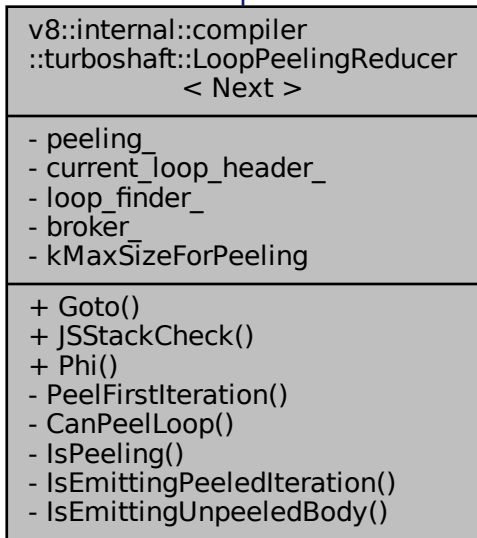 v8::internal::compiler
::turboshaft::LoopPeelingReducer
< Next >
- peeling_
- current_loop_header_
- loop_finder_
- broker_
- kMaxSizeForPeeling
+ Goto()
+ JSStackCheck()
+ Phi()
- PeelFirstIteration()
- CanPeelLoop()
- IsPeeling()
- IsEmittingPeeledIteration()
- IsEmittingUnpeeledBody()